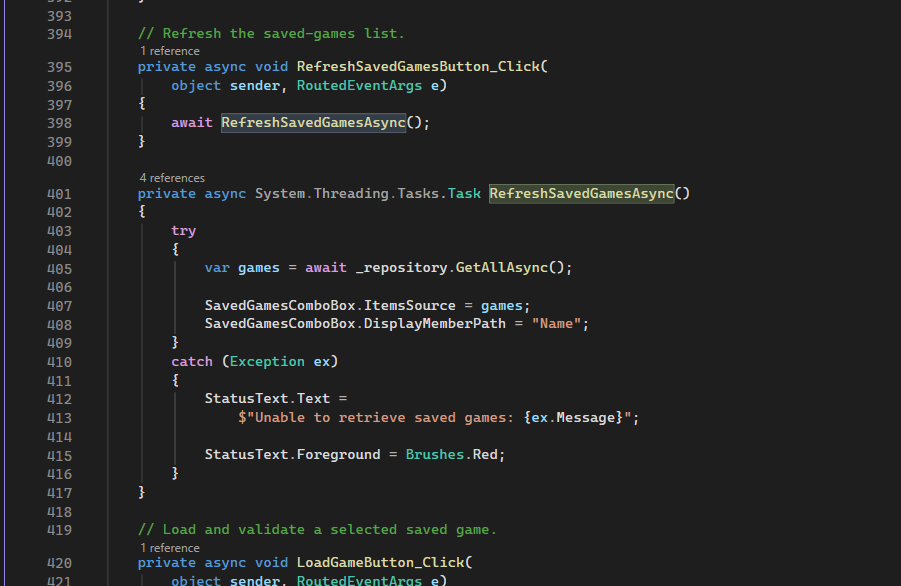 393
394 // Refresh the saved-games list.
1 reference
395 private async void RefreshSavedGamesButton_Click(
396 object sender, RoutedEventArgs e)
397 {
398 await RefreshSavedGamesAsync();
399 }
400
4 references
401 private async System.Threading.Tasks.Task RefreshSavedGamesAsync()
402 {
403 try
404 {
405 var games = await _repository.GetAllAsync();
406
407 SavedGamesComboBox.ItemsSource = games;
408 SavedGamesComboBox.DisplayMemberPath = "Name";
409 }
410 catch (Exception ex)
411 {
412 StatusText.Text =
413 $"Unable to retrieve saved games: {ex.Message}";
414
415 StatusText.Foreground = Brushes.Red;
416 }
417 }
418
419 // Load and validate a selected saved game.
1 reference
420 private async void LoadGameButton_Click(
421 object sender, RoutedEventArgs e)